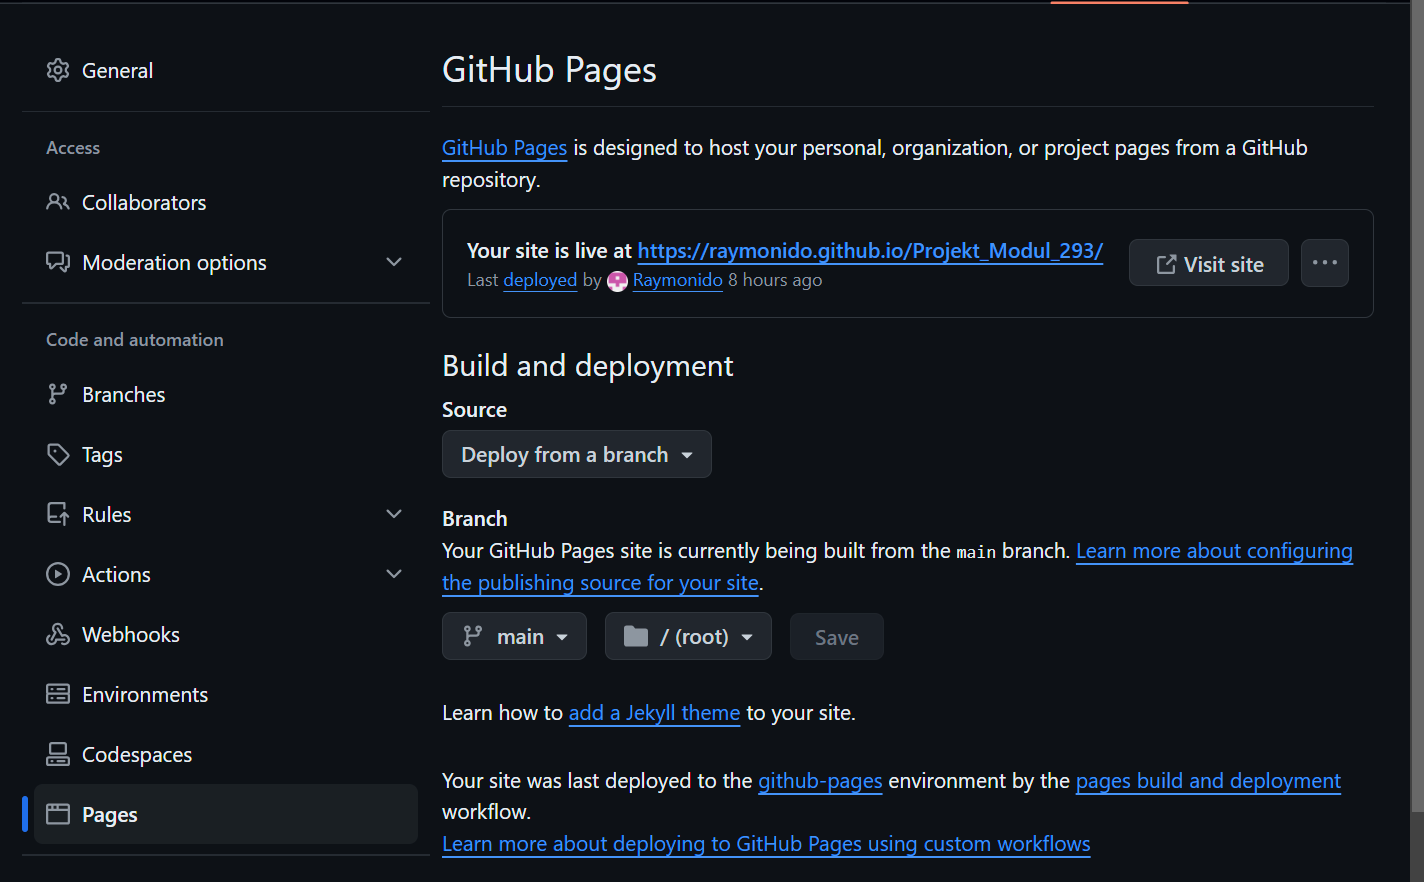 General
Access
Collaborators
Moderation options
Code and automation
Branches
Tags
Rules
Actions
Webhooks
Environments
Codespaces
Pages
GitHub Pages
GitHub Pages is designed to host your personal, organization, or project pages from a GitHub
repository.
Your site is live at https://raymonido.github.io/Projekt_Modul_293/
Last deployed by Raymonido 8 hours ago
Visit site
Build and deployment
Source
Deploy from a branch
Branch
Your GitHub Pages site is currently being built from the main branch. Learn more about configuring
the publishing source for your site.
main / (root) Save
Learn how to add a Jekyll theme to your site.
Your site was last deployed to the github-pages environment by the pages build and deployment
workflow.
Learn more about deploying to GitHub Pages using custom workflows